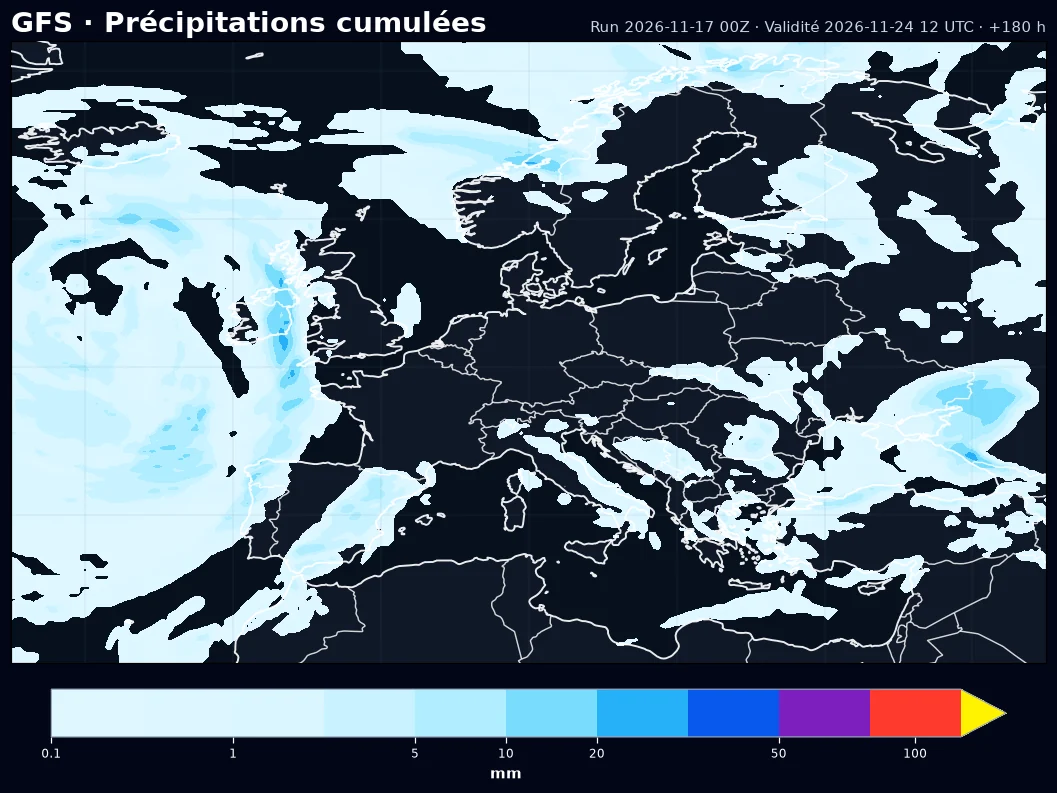 GFS · Précipitations cumulées
Run 2026-11-17 00Z · Validité 2026-11-24 12 UTC · +180 h
0.1 1 5 10 20 50 100
mm